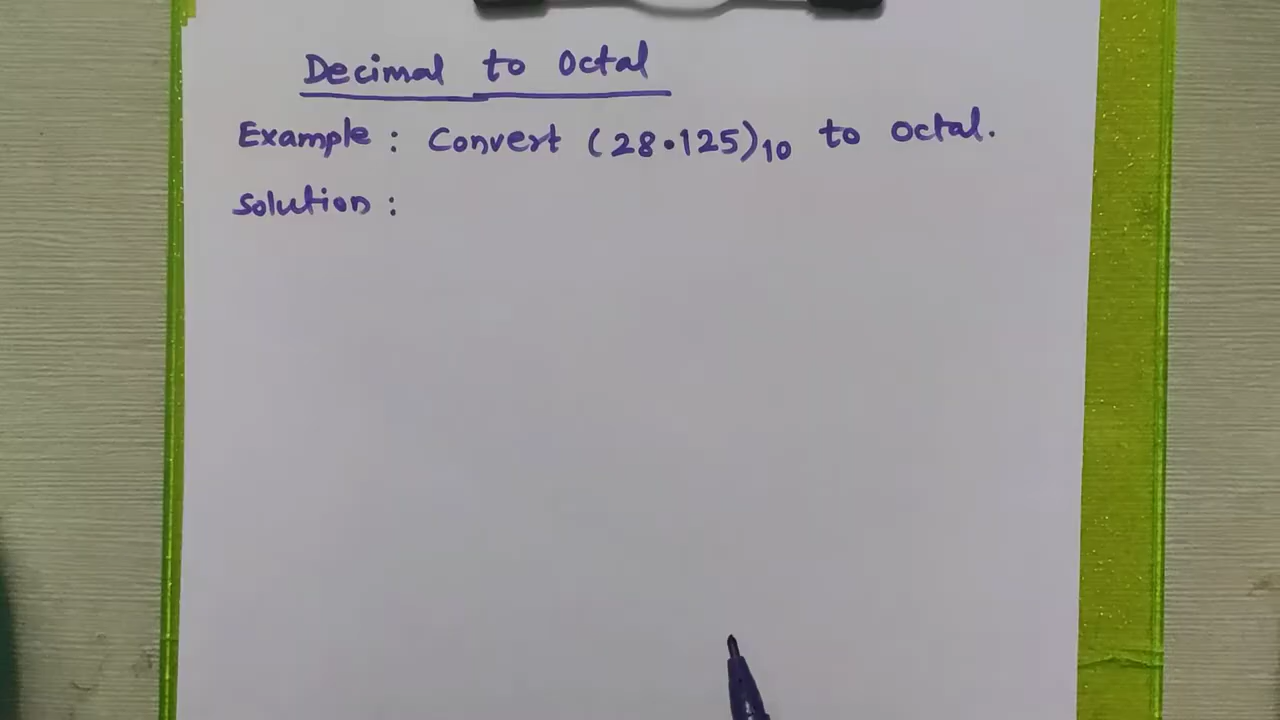 Decimal to Octal
Example : Convert (28.125)₁₀ to octal.
Solution :